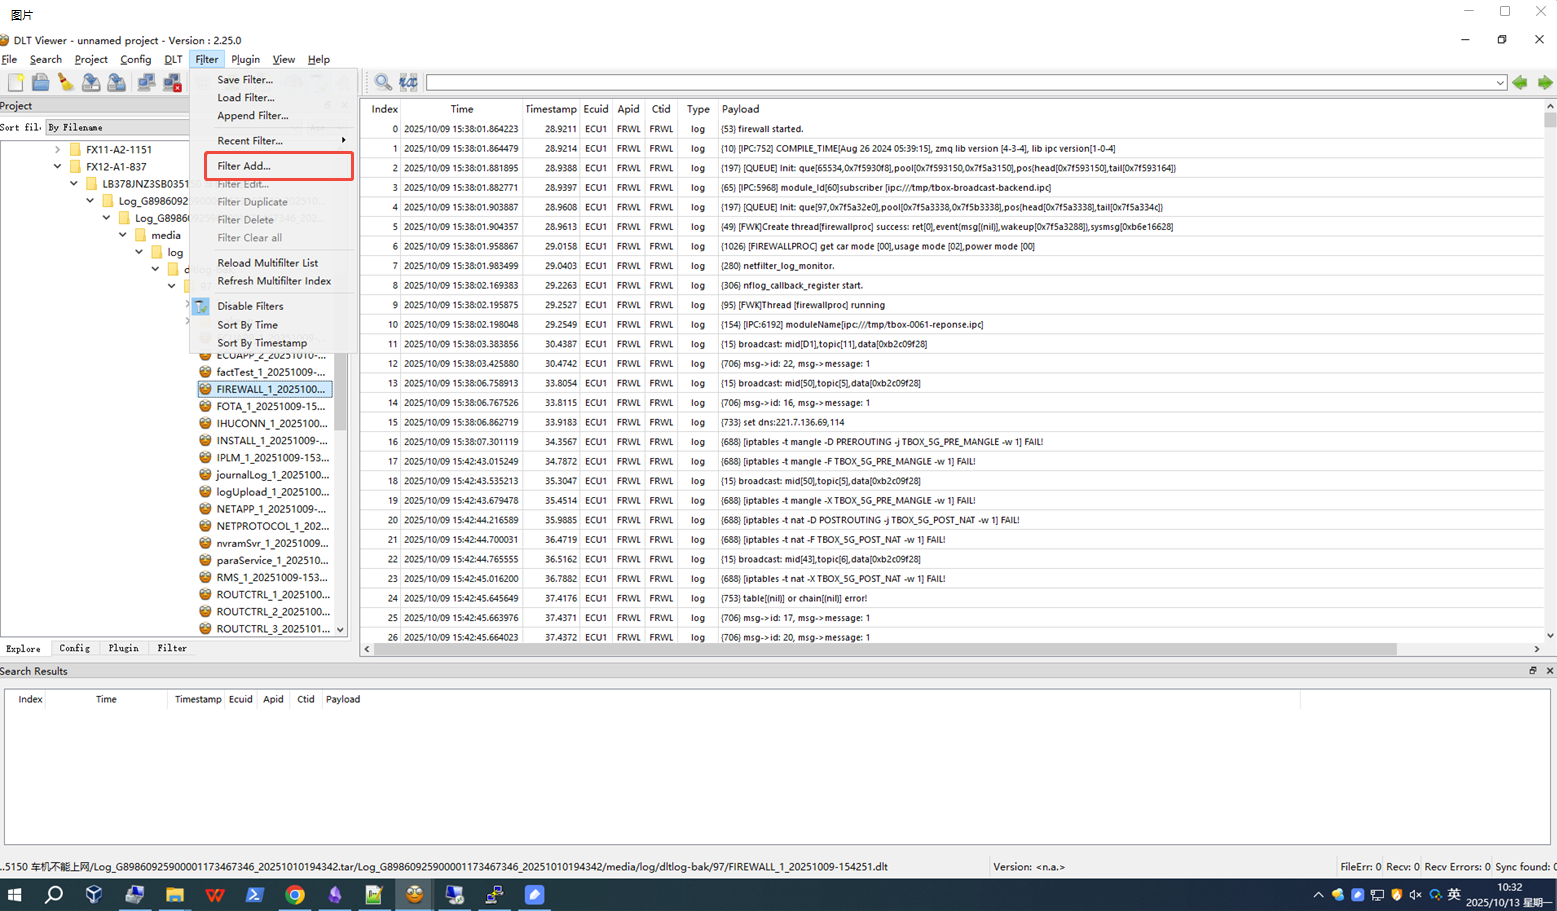 图片
DLT Viewer - unnamed project - Version : 2.25.0
File Search Project Config DLT Filter Plugin View Help
Project
Sort fil.
By Filename
FX11-A2-1151
FX12-A1-837
LB378JNZ3SB0351
Log_G898609259000
Log_G8986092590
media
log
Save Filter...
Load Filter...
Append Filter...
Recent Filter...
Filter Add...
Filter Edit...
Filter Duplicate
Filter Delete
Filter Clear all
Reload Multifilter List
Refresh Multifilter Index
Disable Filters
Sort By Time
Sort By Timestamp
ECUAPP_2_20251010-...
factTest_1_20251009-...
FIREWALL_1_2025100...
FOTA_1_20251009-15...
IHUCONN_1_2025100...
INSTALL_1_20251009-...
IPLM_1_20251009-153...
journalLog_1_202510​0...
logUpload_1_2025100...
NETAPP_1_20251009-...
NETPROTOCOL_1_202...
nvramSvr_1_20251009...
paraService_1_202510...
RMS_1_20251009-153...
ROUTCTRL_1_2025100...
ROUTCTRL_2_2025100...
ROUTCTRL_3_2025101...
Explore Config Plugin Filter
Index Time Timestamp Ecuid Apid Ctid Type Payload
0 2025/10/09 15:38:01.864223 28.9211 ECU1 FRWL FRWL log {53} firewall started.
1 2025/10/09 15:38:01.864479 28.9214 ECU1 FRWL FRWL log {10} [IPC:752] COMPILE_TIME[Aug 26 2024 05:39:15], zmq lib version [4-3-4], lib ipc version[1-0-4]
2 2025/10/09 15:38:01.881895 28.9388 ECU1 FRWL FRWL log {197} [QUEUE] Init: que[65534,0x7f5930f8],pool[0x7f593150,0x7f5a3150],pos(head[0x7f593150],tail[0x7f593164])
3 2025/10/09 15:38:01.882771 28.9397 ECU1 FRWL FRWL log {65} [IPC:5968] module_Id[60]subscriber [ipc:///tmp/tbox-broadcast-backend.ipc]
4 2025/10/09 15:38:01.903887 28.9608 ECU1 FRWL FRWL log {197} [QUEUE] Init: que[97,0x7f5a32e0],pool[0x7f5a3338,0x7f5b3338],pos(head[0x7f5a3338],tail[0x7f5a334c])
5 2025/10/09 15:38:01.904357 28.9613 ECU1 FRWL FRWL log {49} [FWK]Create thread[firewallproc] success: ret[0],event(msg[(nil)],wakeup[0x7f5a3288]),sysmsg[0xb6e16628]
6 2025/10/09 15:38:01.958867 29.0158 ECU1 FRWL FRWL log {1026} [FIREWALLPROC] get car mode [00],usage mode [02],power mode [00]
7 2025/10/09 15:38:01.983499 29.0403 ECU1 FRWL FRWL log {280} netfilter_log_monitor.
8 2025/10/09 15:38:02.169383 29.2263 ECU1 FRWL FRWL log {306} nflog_callback_register start.
9 2025/10/09 15:38:02.195875 29.2527 ECU1 FRWL FRWL log {95} [FWK]Thread [firewallproc] running
10 2025/10/09 15:38:02.198048 29.2549 ECU1 FRWL FRWL log {154} [IPC:6192] moduleName[ipc:///tmp/tbox-0061-reponse.ipc]
11 2025/10/09 15:38:03.383856 30.4387 ECU1 FRWL FRWL log {15} broadcast: mid[D1],topic[11],data[0xb2c09f28]
12 2025/10/09 15:38:03.425880 30.4742 ECU1 FRWL FRWL log {706} msg->id: 22, msg->message: 1
13 2025/10/09 15:38:06.758913 33.8054 ECU1 FRWL FRWL log {15} broadcast: mid[50],topic[5],data[0xb2c09f28]
14 2025/10/09 15:38:06.767526 33.8115 ECU1 FRWL FRWL log {706} msg->id: 16, msg->message: 1
15 2025/10/09 15:38:06.862719 33.9183 ECU1 FRWL FRWL log {733} set dns:221.7.136.69,114
16 2025/10/09 15:38:07.301119 34.3567 ECU1 FRWL FRWL log {688} [iptables -t mangle -D PREROUTING -j TBOX_5G_PRE_MANGLE -w 1] FAIL!
17 2025/10/09 15:42:43.015249 34.7872 ECU1 FRWL FRWL log {688} [iptables -t mangle -F TBOX_5G_PRE_MANGLE -w 1] FAIL!
18 2025/10/09 15:42:43.535213 35.3047 ECU1 FRWL FRWL log {15} broadcast: mid[50],topic[5],data[0xb2c09f28]
19 2025/10/09 15:42:43.679478 35.4514 ECU1 FRWL FRWL log {688} [iptables -t mangle -X TBOX_5G_PRE_MANGLE -w 1] FAIL!
20 2025/10/09 15:42:44.216589 35.9885 ECU1 FRWL FRWL log {688} [iptables -t nat -D POSTROUTING -j TBOX_5G_POST_NAT -w 1] FAIL!
21 2025/10/09 15:42:44.700031 36.4719 ECU1 FRWL FRWL log {688} [iptables -t nat -F TBOX_5G_POST_NAT -w 1] FAIL!
22 2025/10/09 15:42:44.765555 36.5162 ECU1 FRWL FRWL log {15} broadcast: mid[43],topic[6],data[0xb2c09f28]
23 2025/10/09 15:42:45.016200 36.7882 ECU1 FRWL FRWL log {688} [iptables -t nat -X TBOX_5G_POST_NAT -w 1] FAIL!
24 2025/10/09 15:42:45.645649 37.4176 ECU1 FRWL FRWL log {753} table[(nil)] or chain[(nil)] error!
25 2025/10/09 15:42:45.663976 37.4371 ECU1 FRWL FRWL log {706} msg->id: 17, msg->message: 1
26 2025/10/09 15:42:45.664023 37.4372 ECU1 FRWL FRWL log {706} msg->id: 20, msg->message: 1
Search Results
Index Time Timestamp Ecuid Apid Ctid Payload
..5150 车机不能上网/Log_G89860925900001173467346_20251010194342.tar/Log_G89860925900001173467346_20251010194342/media/log/dltlog-bak/97/FIREWALL_1_20251009-154251.dlt
Version: <n.a.>
FileErr: 0 Recv: 0 Recv Errors: 0 Sync found: 0
英
10:32
2025/10/13 星期一